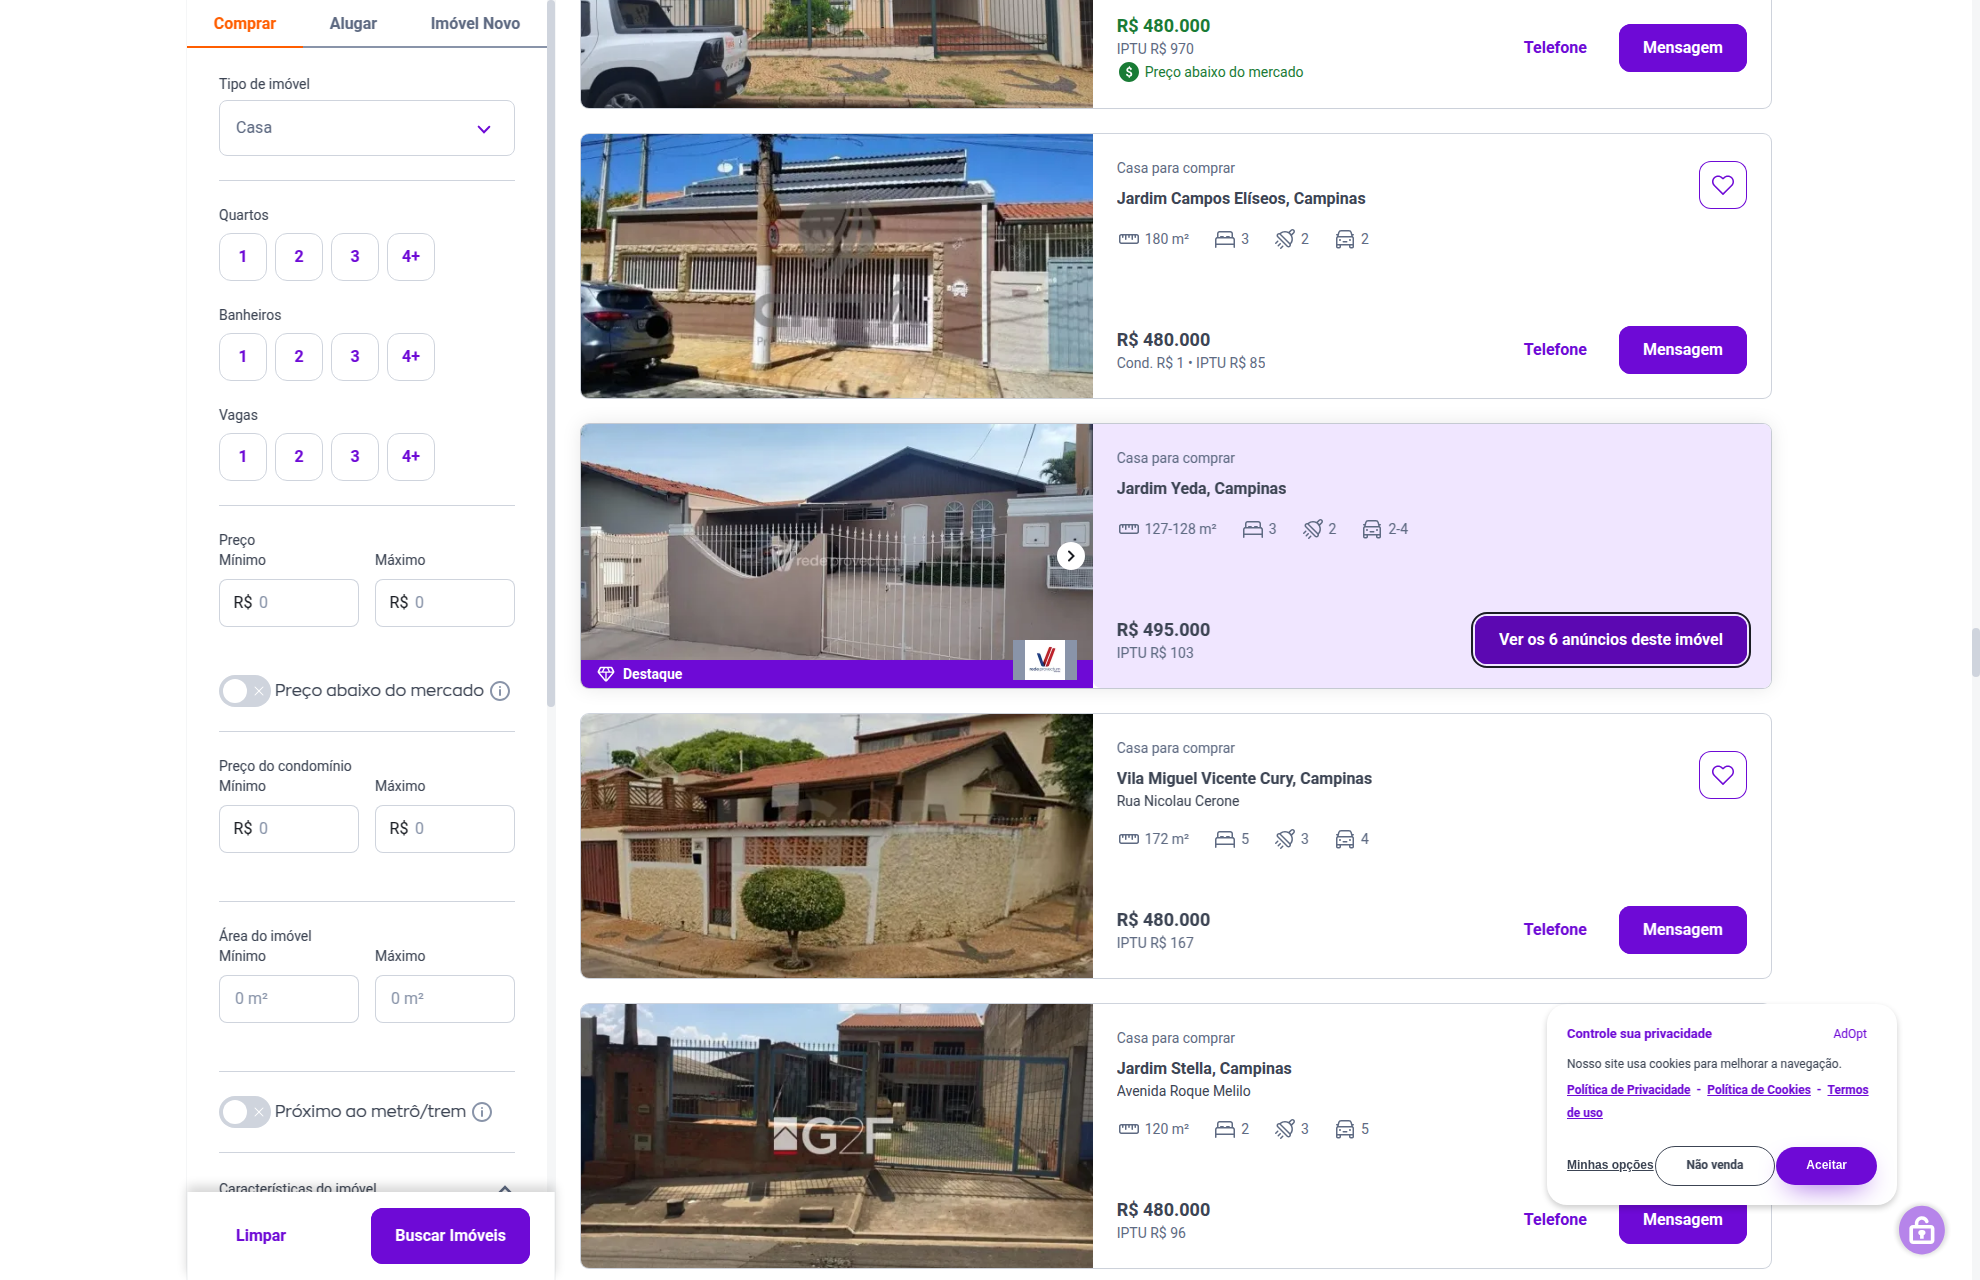 Comprar
Alugar
Imóvel Novo
Tipo de imóvel
Casa
Quartos
1
2
3
4+
Banheiros
1
2
3
4+
Vagas
1
2
3
4+
Preço
Mínimo
Máximo
R$ 0
R$ 0
Preço abaixo do mercado
Preço do condomínio
Mínimo
Máximo
R$ 0
R$ 0
Área do imóvel
Mínimo
Máximo
0 m²
0 m²
Próximo ao metrô/trem
Características do imóvel
Limpar
Buscar Imóveis
R$ 480.000
IPTU R$ 970
Preço abaixo do mercado
Telefone
Mensagem
Casa para comprar
Jardim Campos Elíseos, Campinas
180 m²
3
2
2
R$ 480.000
Cond. R$ 1 • IPTU R$ 85
Telefone
Mensagem
rede provectum
Destaque
Casa para comprar
Jardim Yeda, Campinas
127-128 m²
3
2
2-4
R$ 495.000
IPTU R$ 103
Ver os 6 anúncios deste imóvel
Casa para comprar
Vila Miguel Vicente Cury, Campinas
Rua Nicolau Cerone
172 m²
5
3
4
R$ 480.000
IPTU R$ 167
Telefone
Mensagem
G2F
Casa para comprar
Jardim Stella, Campinas
Avenida Roque Melilo
120 m²
2
3
5
R$ 480.000
IPTU R$ 96
Telefone
Mensagem
Controle sua privacidade
AdOpt
Nosso site usa cookies para melhorar a navegação.
Política de Privacidade - Política de Cookies - Termos
de uso
Minhas opções
Não venda
Aceitar